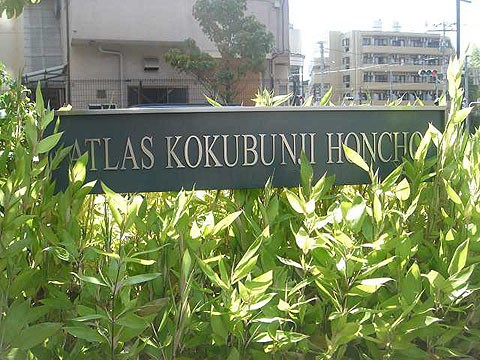 ATLAS KOKUBUNJI HONCHO